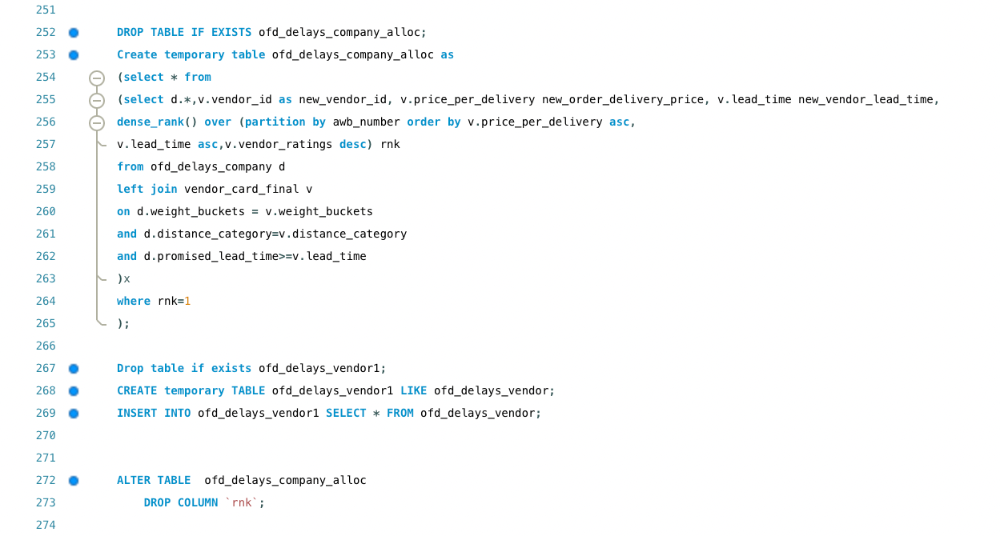 251
252 DROP TABLE IF EXISTS ofd_delays_company_alloc;
253 Create temporary table ofd_delays_company_alloc as
254 (select * from
255 (select d.*,v.vendor_id as new_vendor_id, v.price_per_delivery new_order_delivery_price, v.lead_time new_vendor_lead_time,
256 dense_rank() over (partition by awb_number order by v.price_per_delivery asc,
257 v.lead_time asc,v.vendor_ratings desc) rnk
258 from ofd_delays_company d
259 left join vendor_card_final v
260 on d.weight_buckets = v.weight_buckets
261 and d.distance_category=v.distance_category
262 and d.promised_lead_time>=v.lead_time
263 )x
264 where rnk=1
265 );
266
267 Drop table if exists ofd_delays_vendor1;
268 CREATE temporary TABLE ofd_delays_vendor1 LIKE ofd_delays_vendor;
269 INSERT INTO ofd_delays_vendor1 SELECT * FROM ofd_delays_vendor;
270
271
272 ALTER TABLE  ofd_delays_company_alloc
273     DROP COLUMN `rnk`;
274